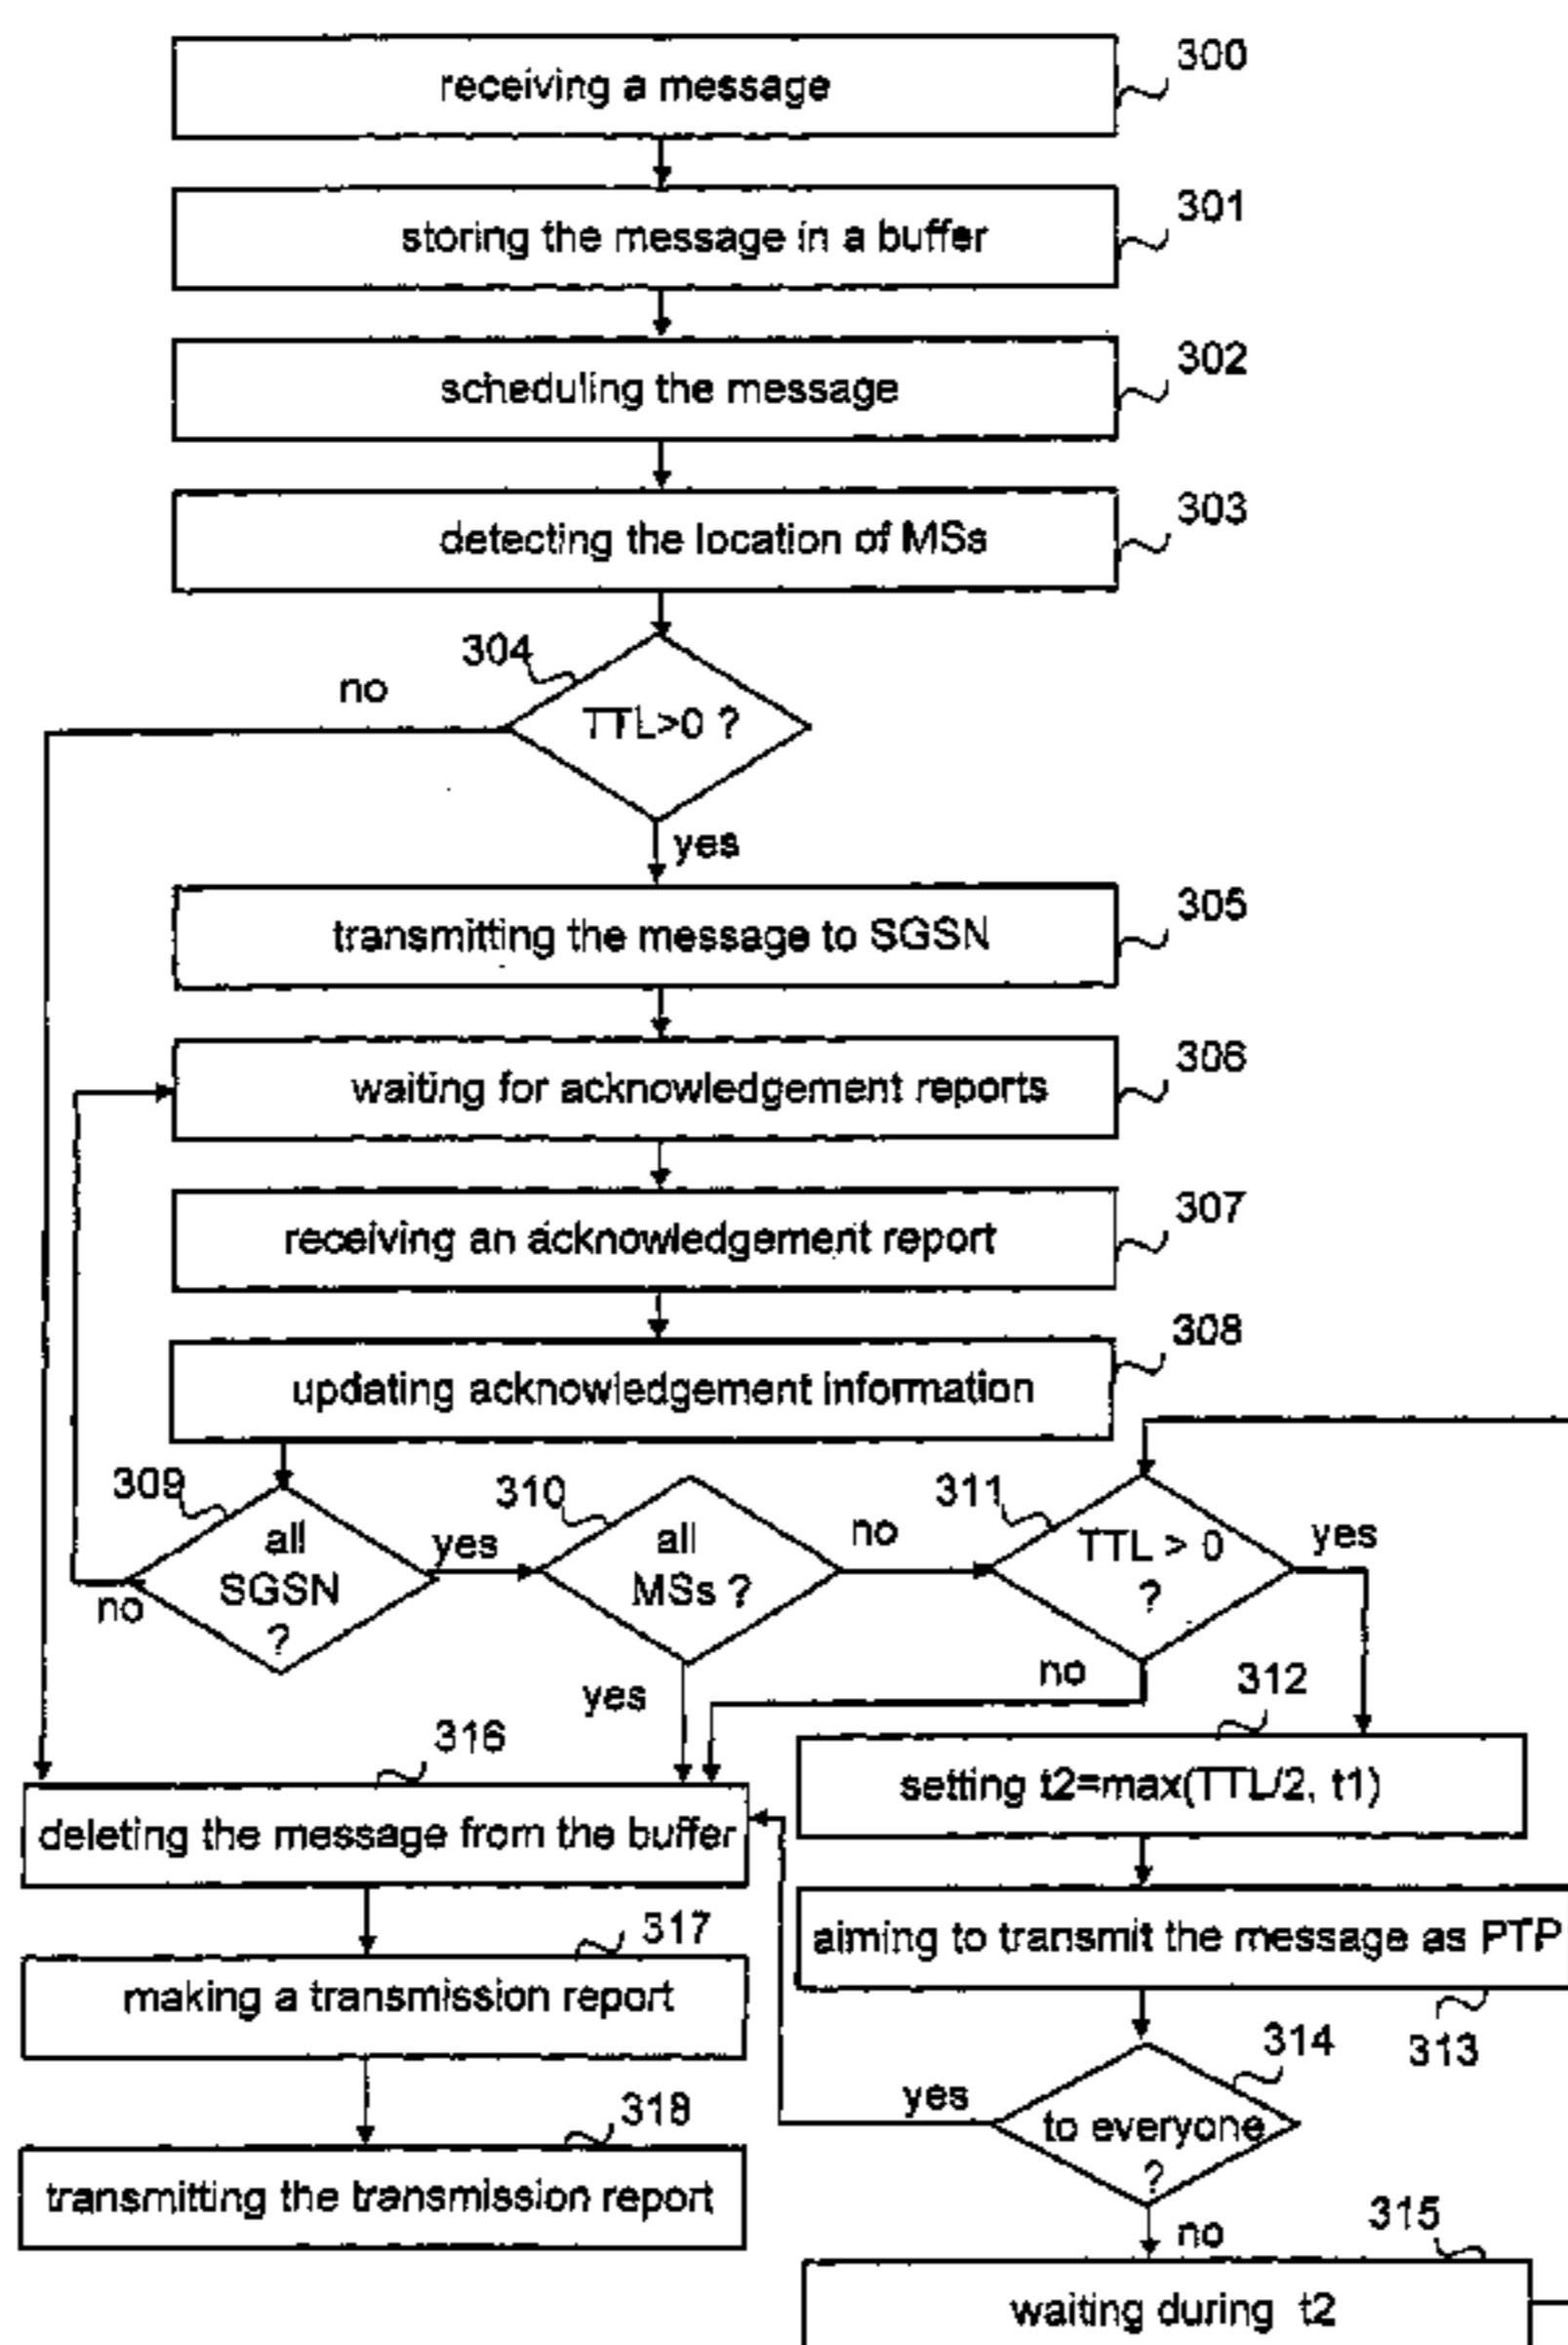 receiving a message
300
storing the message in a buffer
301
scheduling the message
302
detecting the location of MSs
303
304
no
TTL>0 ?
yes
transmitting the message to SGSN
305
waiting for acknowledgement reports
306
receiving an acknowledgement report
307
updating acknowledgement information
308
309
all
SGSN
?
no
yes
310
all
MSs ?
no
yes
311
TTL > 0
?
yes
no
312
setting t2=max(TTL/2, t1)
316
deleting the message from the buffer
aiming to transmit the message as PTP
313
317
making a transmission report
314
to everyone
?
yes
no
318
transmitting the transmission report
315
waiting during t2